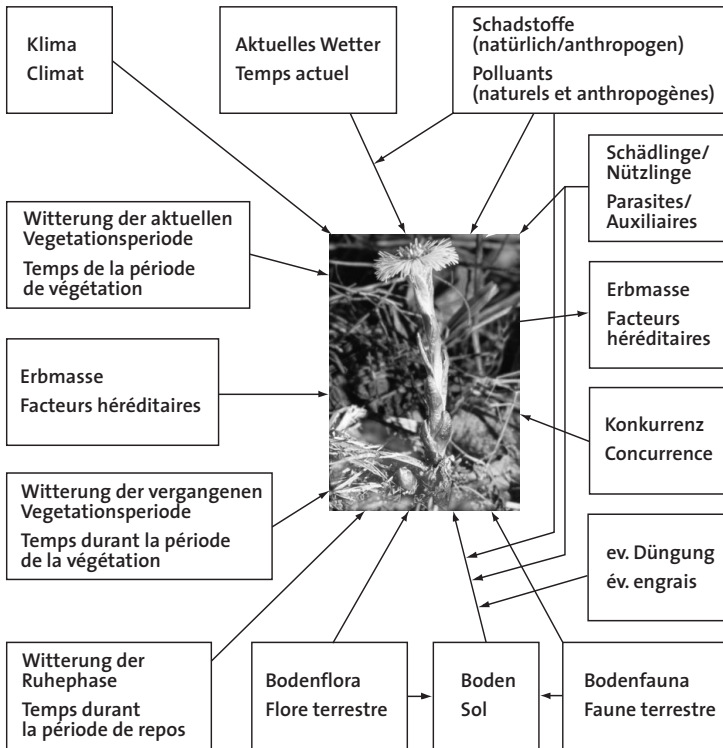 Klima
Climat
Aktuelles Wetter
Temps actuel
Schadstoffe
(natürlich/anthropogen)
Polluants
(naturels et anthropogènes)
Schädlinge/
Nützlinge
Parasites/
Auxiliaires
Witterung der aktuellen
Vegetationsperiode
Temps de la période
de végétation
Erbmasse
Facteurs
héréditaires
Erbmasse
Facteurs héréditaires
Konkurrenz
Concurrence
Witterung der vergangenen
Vegetationsperiode
Temps durant la période
de la végétation
ev. Düngung
év. engrais
Witterung der
Ruhephase
Temps durant
la période de repos
Bodenflora
Flore terrestre
Boden
Sol
Bodenfauna
Faune terrestre